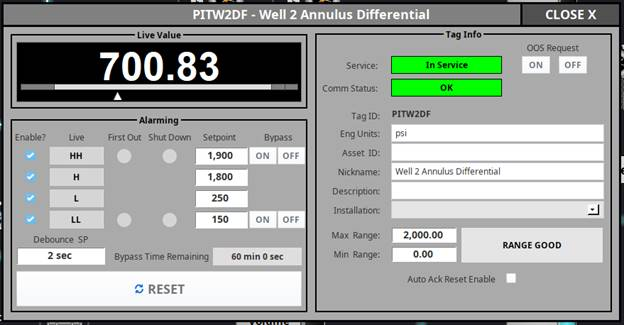 PITW2DF - Well 2 Annulus Differential
CLOSE X
Live Value
700.83
Alarming
Enable?
Live
First Out
Shut Down
Setpoint
Bypass
HH
1,900
ON
OFF
H
1,800
L
250
LL
150
ON
OFF
Debounce SP
2 sec
Bypass Time Remaining
60 min 0 sec
RESET
Tag Info
OOS Request
Service:
In Service
ON
OFF
Comm Status:
OK
Tag ID:
PITW2DF
Eng Units:
psi
Asset ID:
Nickname:
Well 2 Annulus Differential
Description:
Installation:
Max Range:
2,000.00
Min Range:
0.00
RANGE GOOD
Auto Ack Reset Enable